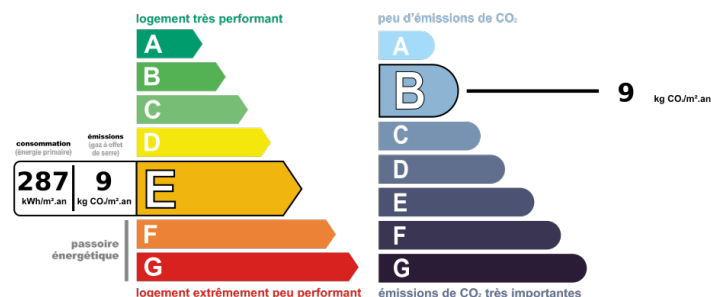 logement très performant
A
B
C
D
consommation
(énergie primaire)
émissions
(gaz à effet
de serre)
287
kWh/m².an
9
kg CO₂/m².an
E
F
G
passoire
énergétique
logement extrêmement peu performant
peu d'émissions de CO₂
A
B
9 kg CO₂/m².an
C
D
E
F
G
émissions de CO₂ très importantes